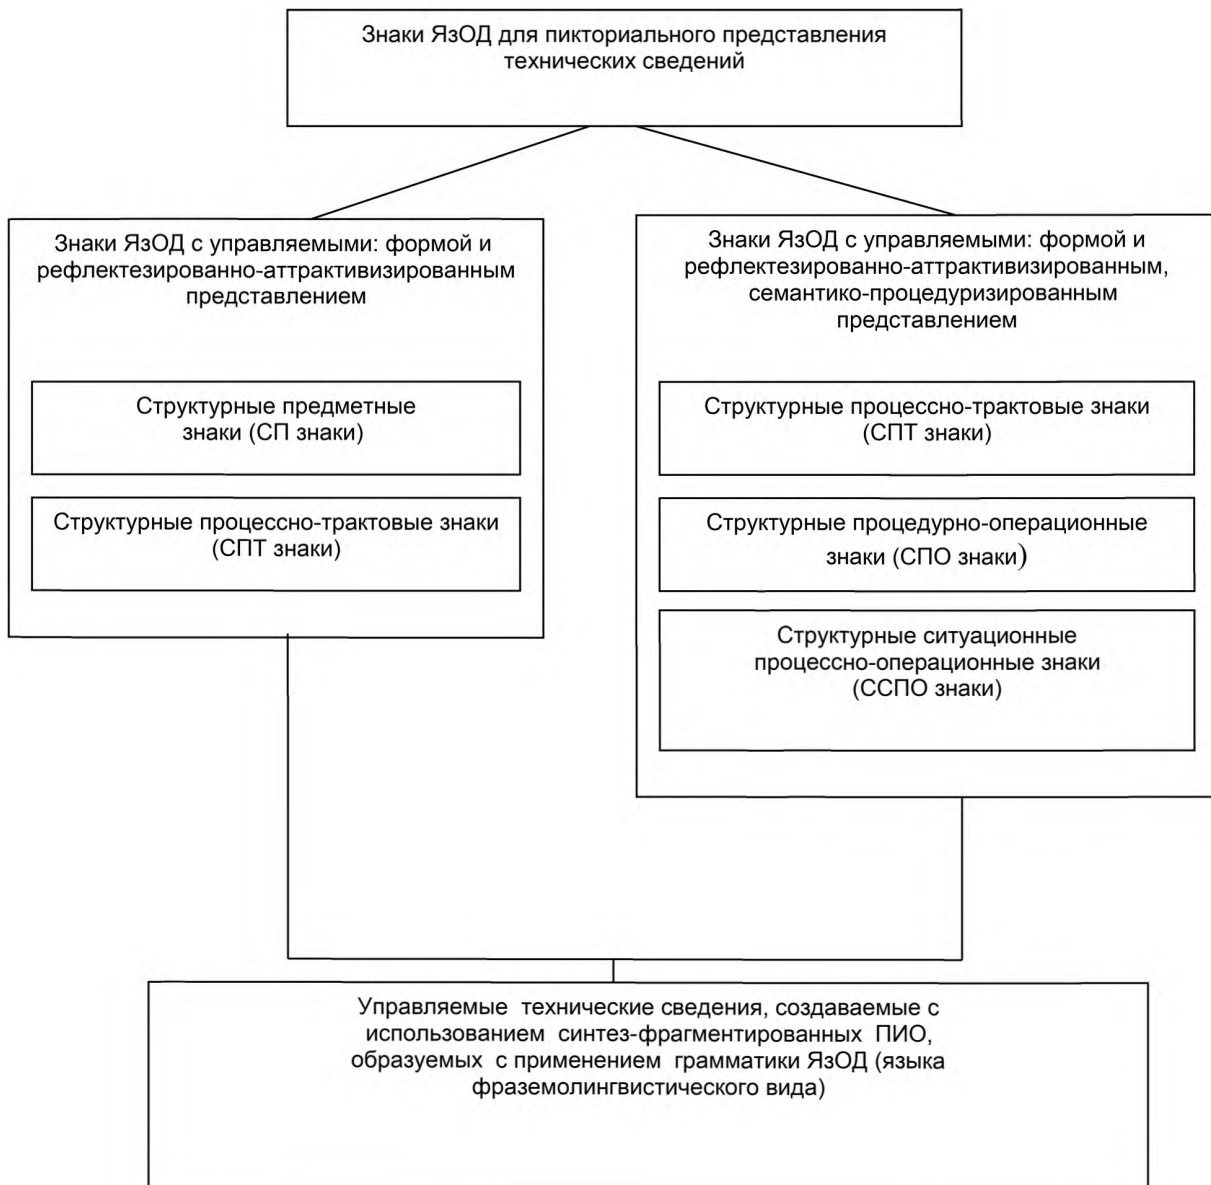 Знаки ЯзОД для пикториального представления
технических сведений
Знаки ЯзОД с управляемыми: формой и
рефлектезированно-аттрактивизированным
представлением
Структурные предметные
знаки (СП знаки)
Структурные процессно-трактовые знаки
(СПТ знаки)
Знаки ЯзОД с управляемыми: формой и
рефлектезированно-аттрактивизированным,
семантико-процедуризированным
представлением
Структурные процессно-трактовые знаки
(СПТ знаки)
Структурные процедурно-операционные
знаки (СПО знаки)
Структурные ситуационные
процессно-операционные знаки
(ССПО знаки)
Управляемые технические сведения, создаваемые с
использованием синтез-фрагментированных ПИО,
образуемых с применением грамматики ЯзОД (языка
фраземолингвистического вида)